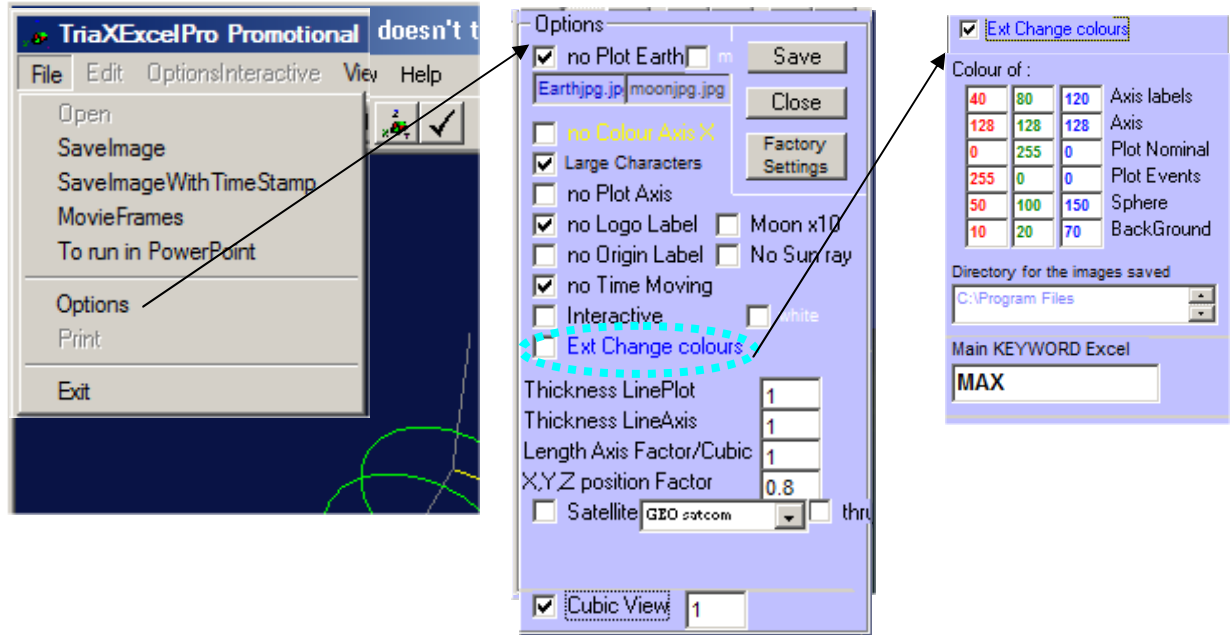 TriaXExcelPro Promotional doesn't t
File Edit OptionsInteractive View Help
Open
SaveImage
SaveImageWithTimeStamp
MovieFrames
To run in PowerPoint
Options
Print
Exit
Options
no Plot Earth m
Save
Earthjpg.jp moonjpg.jpg
Close
no Colour Axis X
Factory
Settings
Large Characters
no Plot Axis
no Logo Label Moon x10
no Origin Label No Sun ray
no Time Moving
Interactive white
Ext Change colours
Thickness LinePlot 1
Thickness LineAxis 1
Length Axis Factor/Cubic 1
X,Y,Z position Factor 0.8
Satellite GEO satcom thru
Cubic View 1
Ext Change colours
Colour of :
40 80 120 Axis labels
128 128 128 Axis
0 255 0 Plot Nominal
255 0 0 Plot Events
50 100 150 Sphere
10 20 70 BackGround
Directory for the images saved
C:\Program Files
Main KEYWORD Excel
MAX